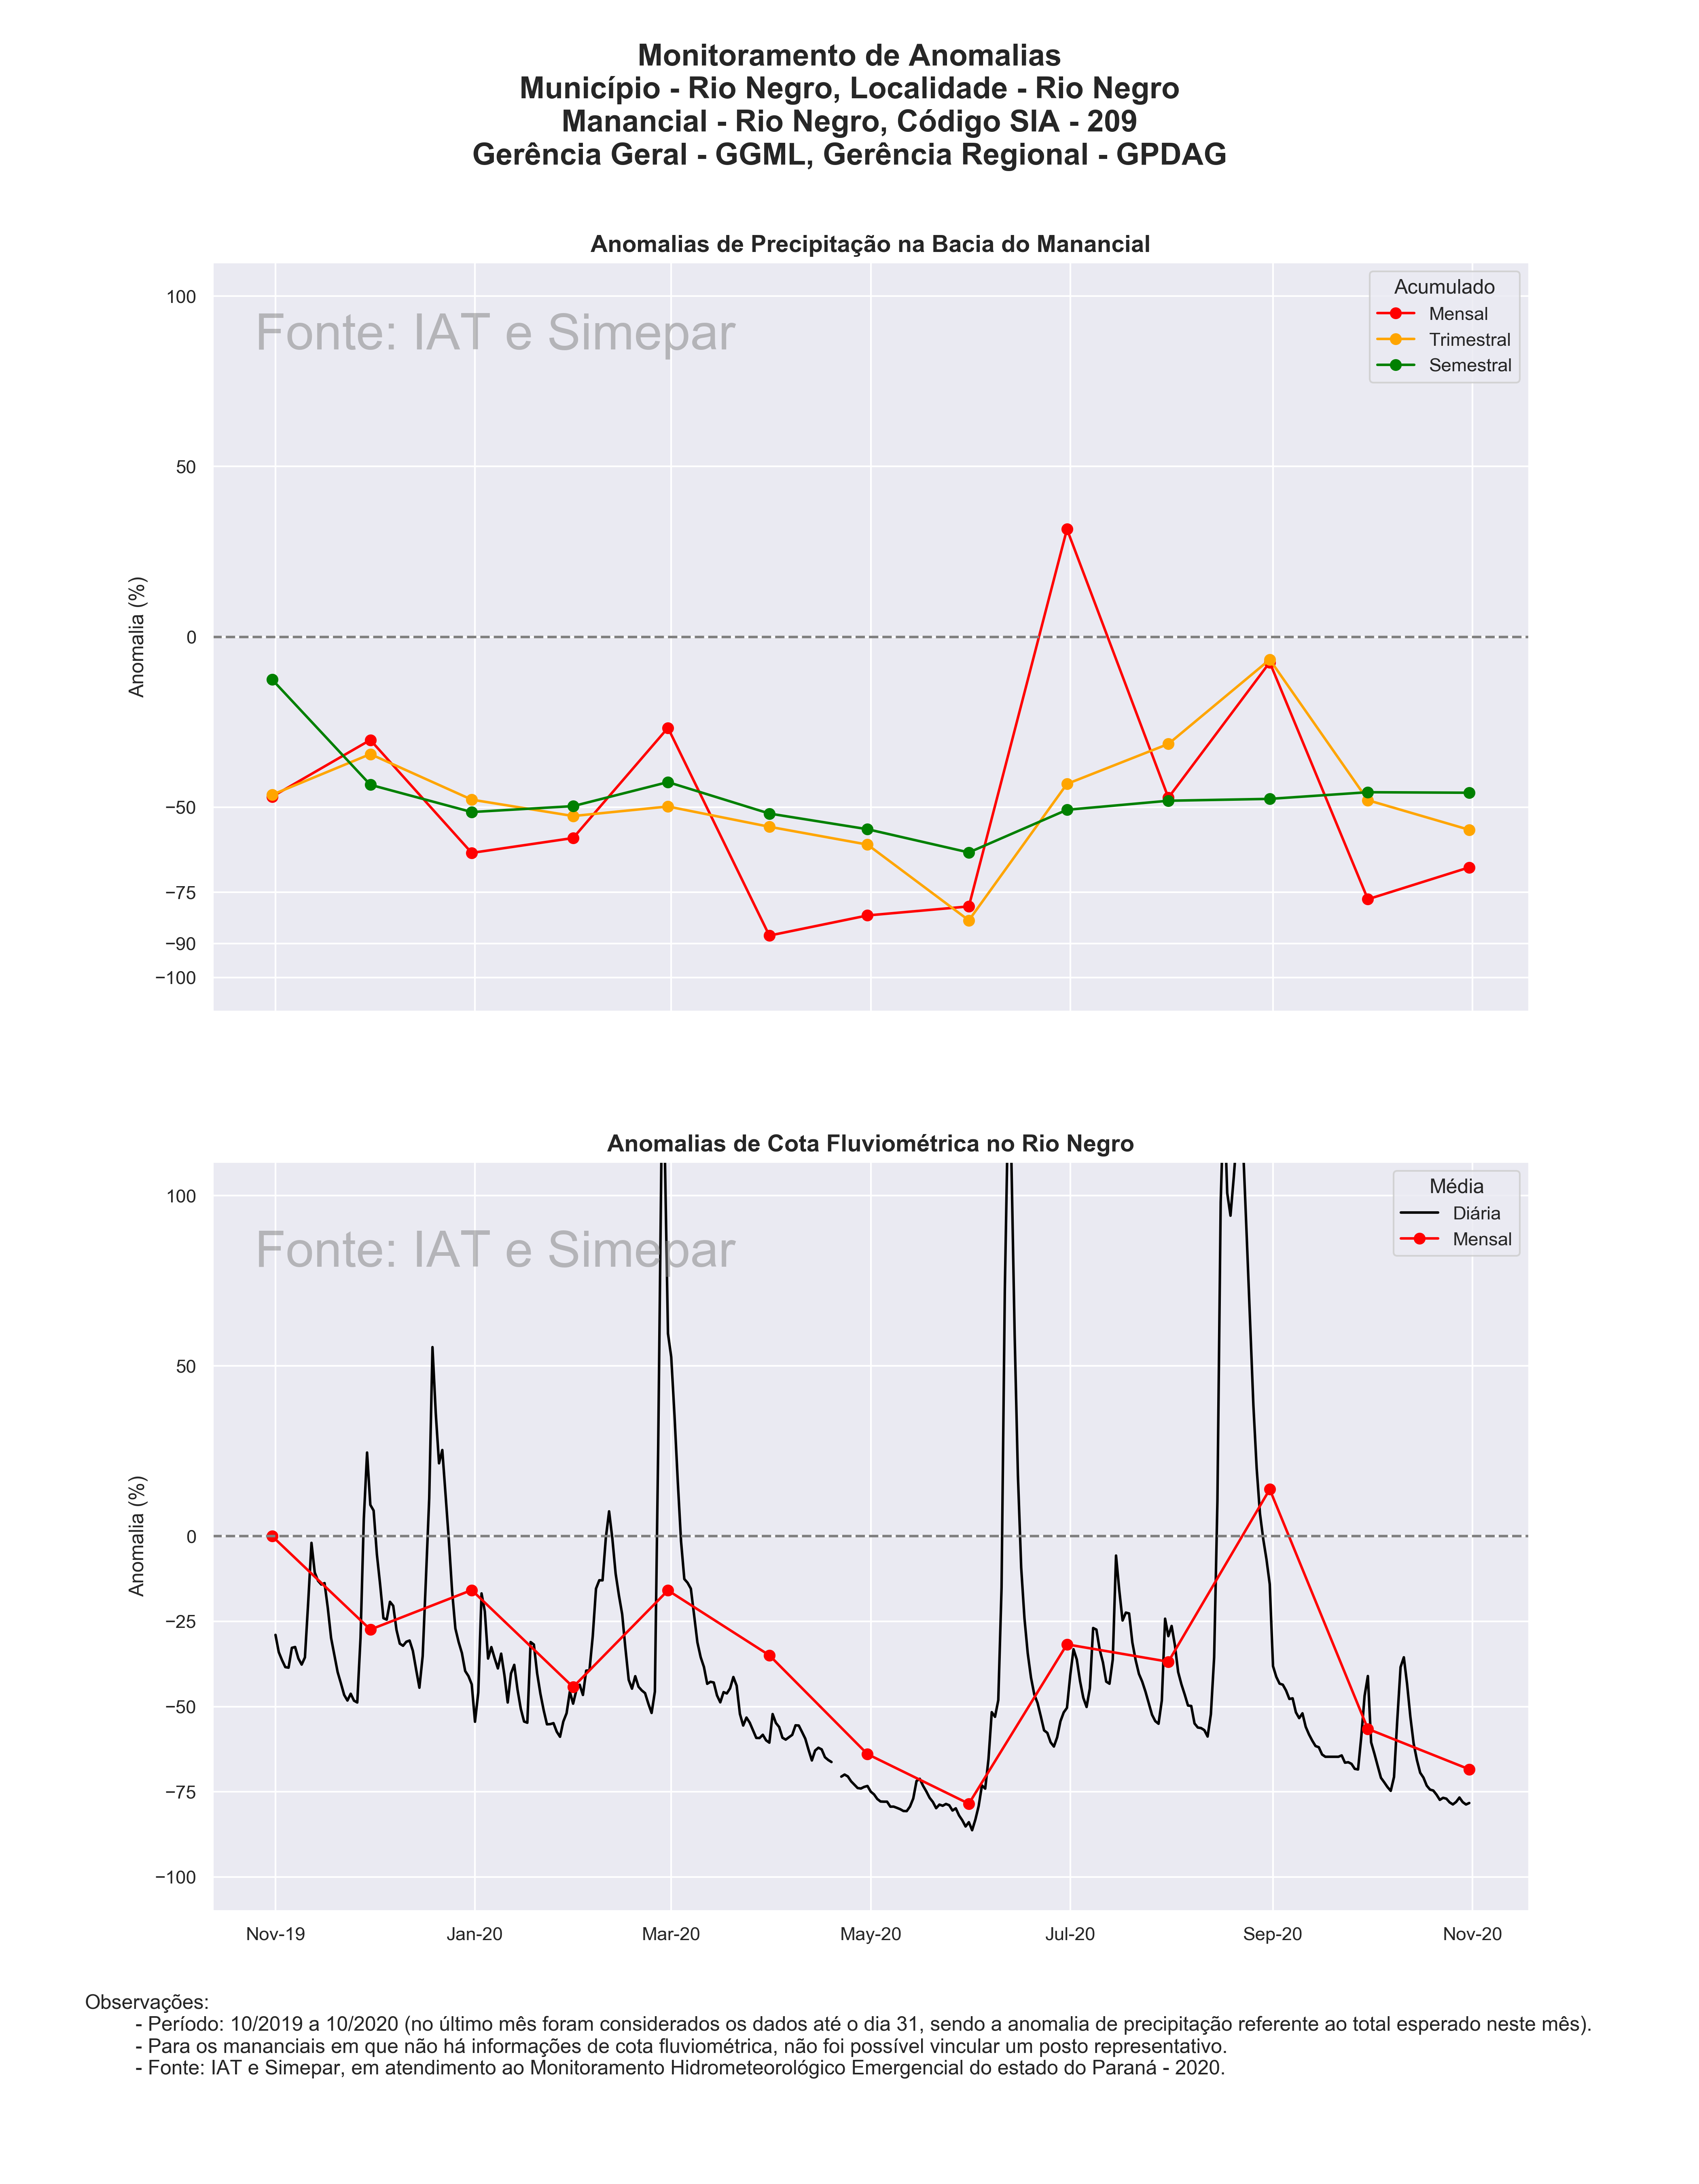 Monitoramento de Anomalias
Município - Rio Negro, Localidade - Rio Negro
Manancial - Rio Negro, Código SIA - 209
Gerência Geral - GGML, Gerência Regional - GPDAG
Anomalias de Precipitação na Bacia do Manancial
Fonte: IAT e Simepar
Acumulado
Mensal
Trimestral
Semestral
Anomalia (%)
100
50
0
−50
−75
−90
−100
Anomalias de Cota Fluviométrica no Rio Negro
Fonte: IAT e Simepar
Média
Diária
Mensal
Anomalia (%)
100
50
0
−25
−50
−75
−100
Nov-19 Jan-20 Mar-20 May-20 Jul-20 Sep-20 Nov-20
Observações:
- Período: 10/2019 a 10/2020 (no último mês foram considerados os dados até o dia 31, sendo a anomalia de precipitação referente ao total esperado neste mês).
- Para os mananciais em que não há informações de cota fluviométrica, não foi possível vincular um posto representativo.
- Fonte: IAT e Simepar, em atendimento ao Monitoramento Hidrometeorológico Emergencial do estado do Paraná - 2020.